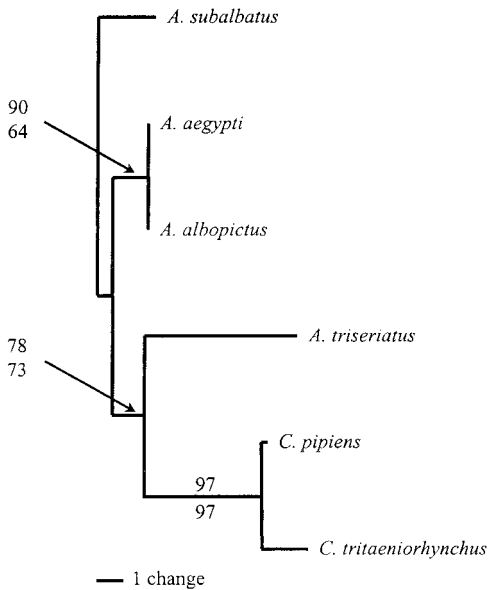 A. subalbatus
90
64
A. aegypti
A. albopictus
78
73
A. triseriatus
C. pipiens
97
97
C. tritaeniorhynchus
1 change